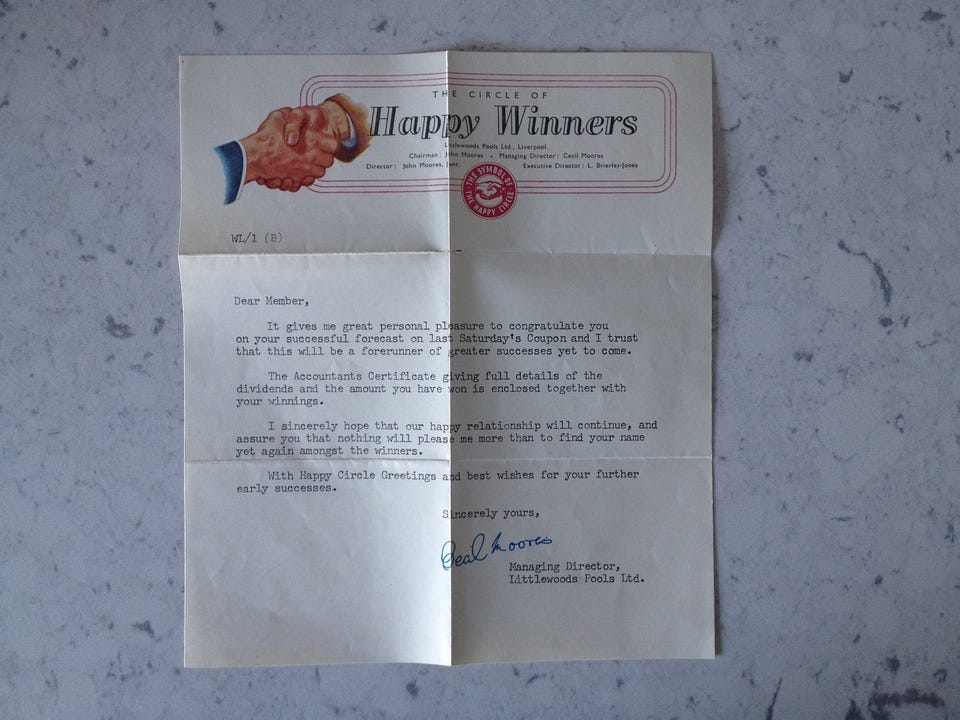 THE CIRCLE OF
Happy Winners
Littlewoods Pools Ltd., Liverpool
Chairman: John Moores • Managing Director: Cecil Moores
Director: John Moores, Junr. Executive Director: L. Brierley-Jones
THE SYMBOL OF
THE HAPPY CIRCLE
WL/1 (B)
Dear Member,
It gives me great personal pleasure to congratulate you
on your successful forecast on last Saturday's Coupon and I trust
that this will be a forerunner of greater successes yet to come.
The Accountants Certificate giving full details of the
dividends and the amount you have won is enclosed together with
your winnings.
I sincerely hope that our happy relationship will continue, and
assure you that nothing will please me more than to find your name
yet again amongst the winners.
With Happy Circle Greetings and best wishes for your further
early successes.
Sincerely yours,
Cecil Moores
Managing Director,
Littlewoods Pools Ltd.